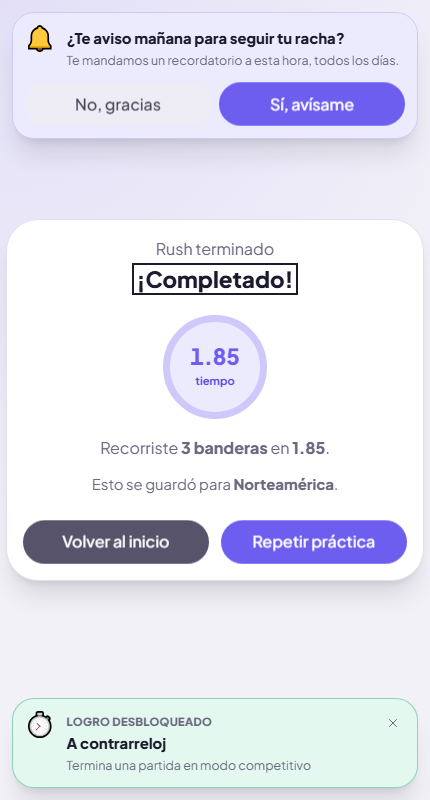 ¿Te aviso mañana para seguir tu racha?
Te mandamos un recordatorio a esta hora, todos los días.
No, gracias
Sí, avísame
Rush terminado
¡Completado!
1.85
tiempo
Recorriste 3 banderas en 1.85.
Esto se guardó para Norteamérica.
Volver al inicio
Repetir práctica
LOGRO DESBLOQUEADO
A contrarreloj
Termina una partida en modo competitivo